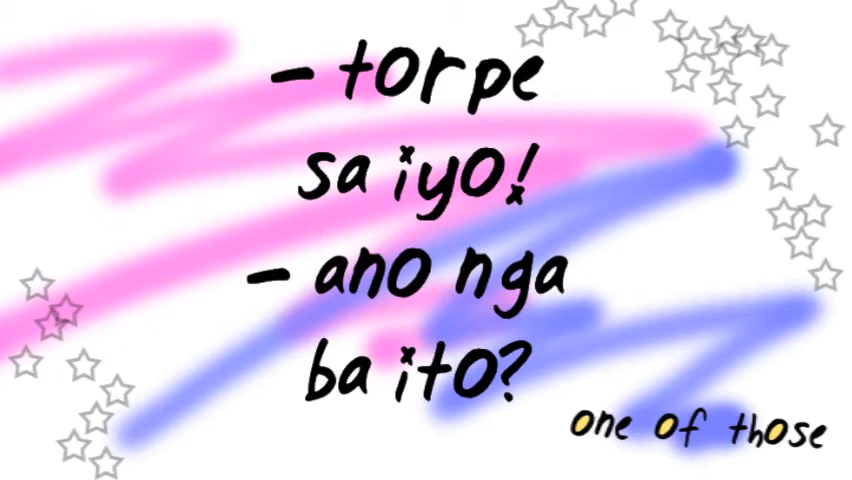 - torpe
sa iyo!
- ano nga
ba ito?
one of those